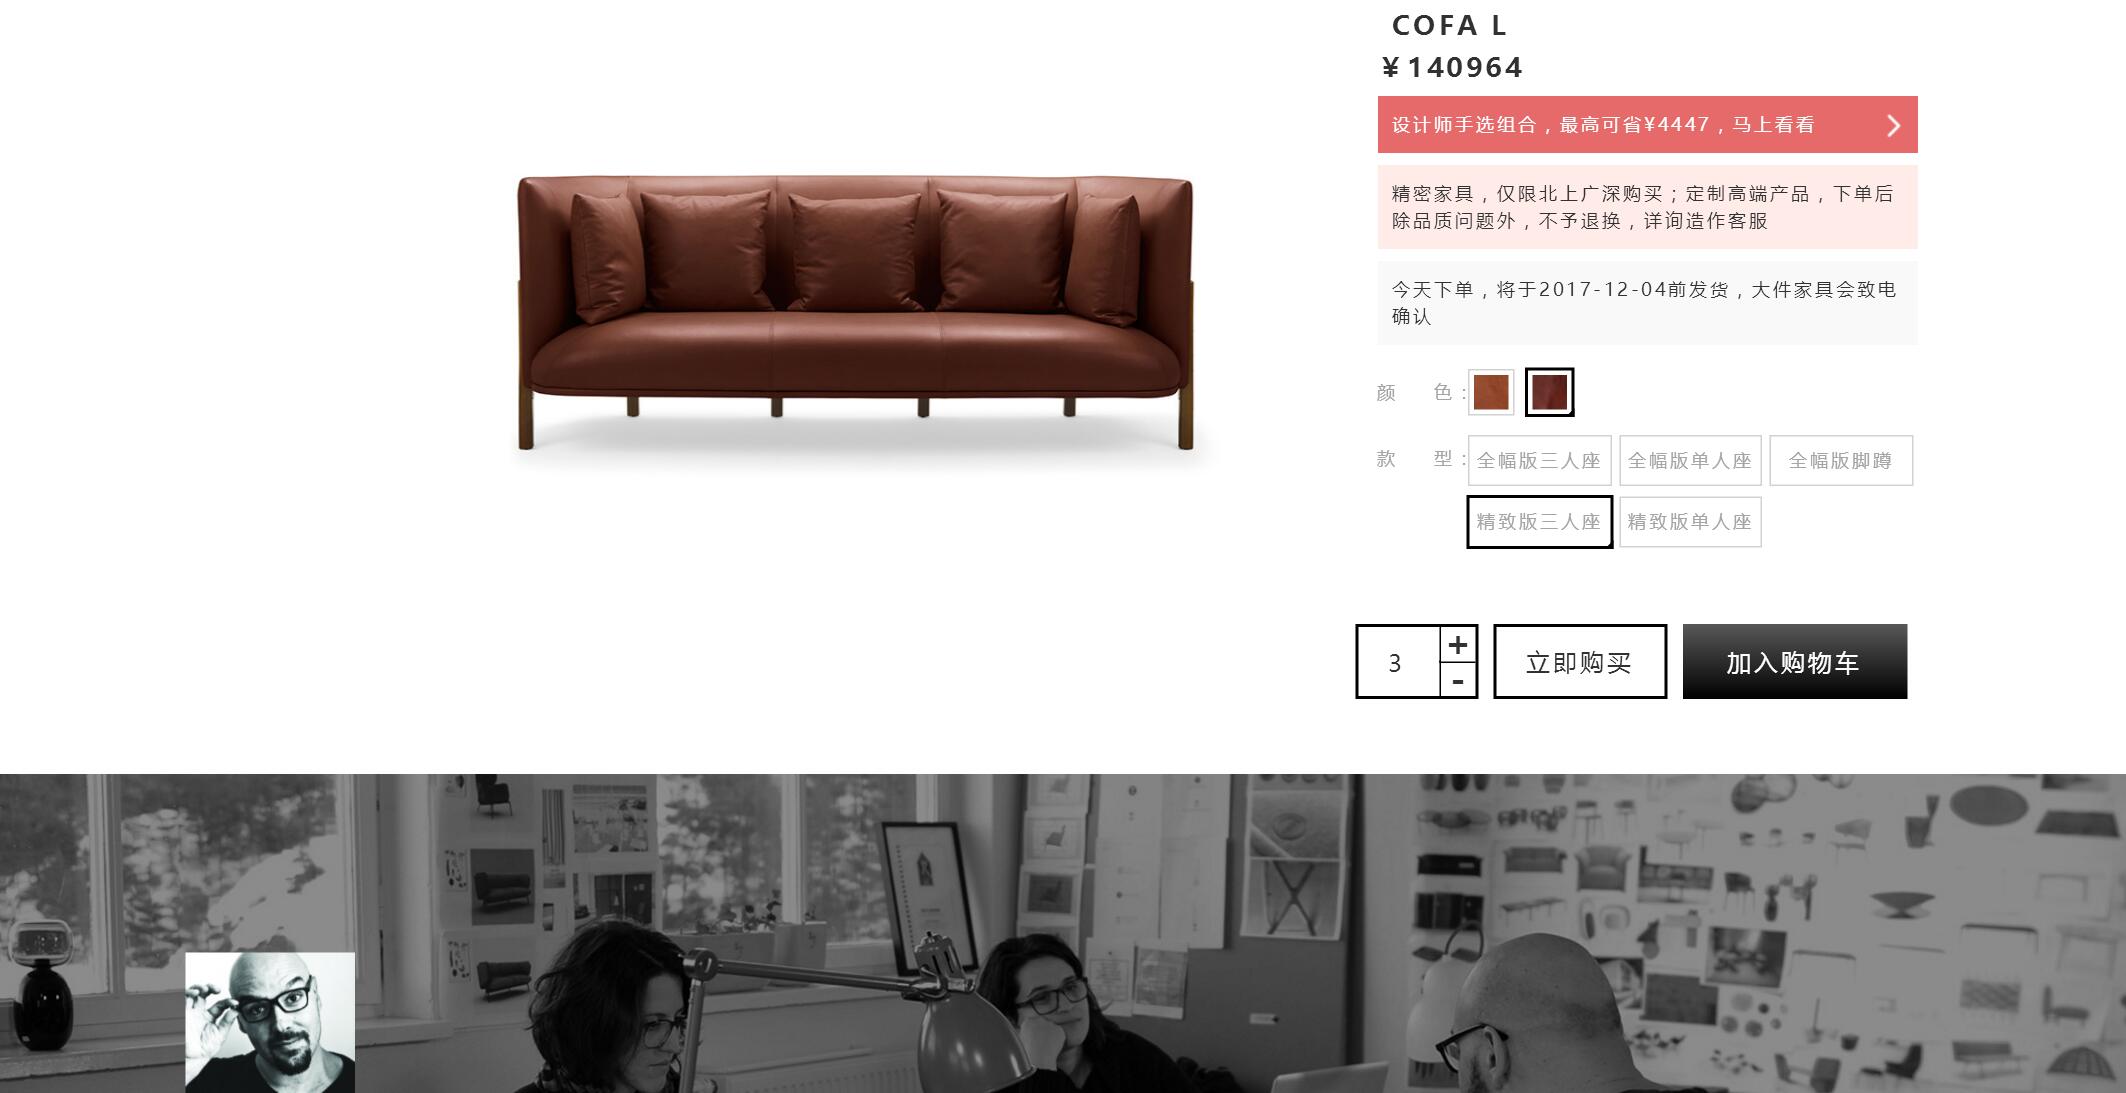 COFA L
¥140964
设计师手选组合，最高可省¥4447，马上看看
精密家具，仅限北上广深购买；定制高端产品，下单后
除品质问题外，不予退换，详询造作客服
今天下单，将于2017-12-04前发货，大件家具会致电
确认
颜 色：
款 型： 全幅版三人座 全幅版单人座 全幅版脚蹲
精致版三人座 精致版单人座
3 + - 立即购买 加入购物车